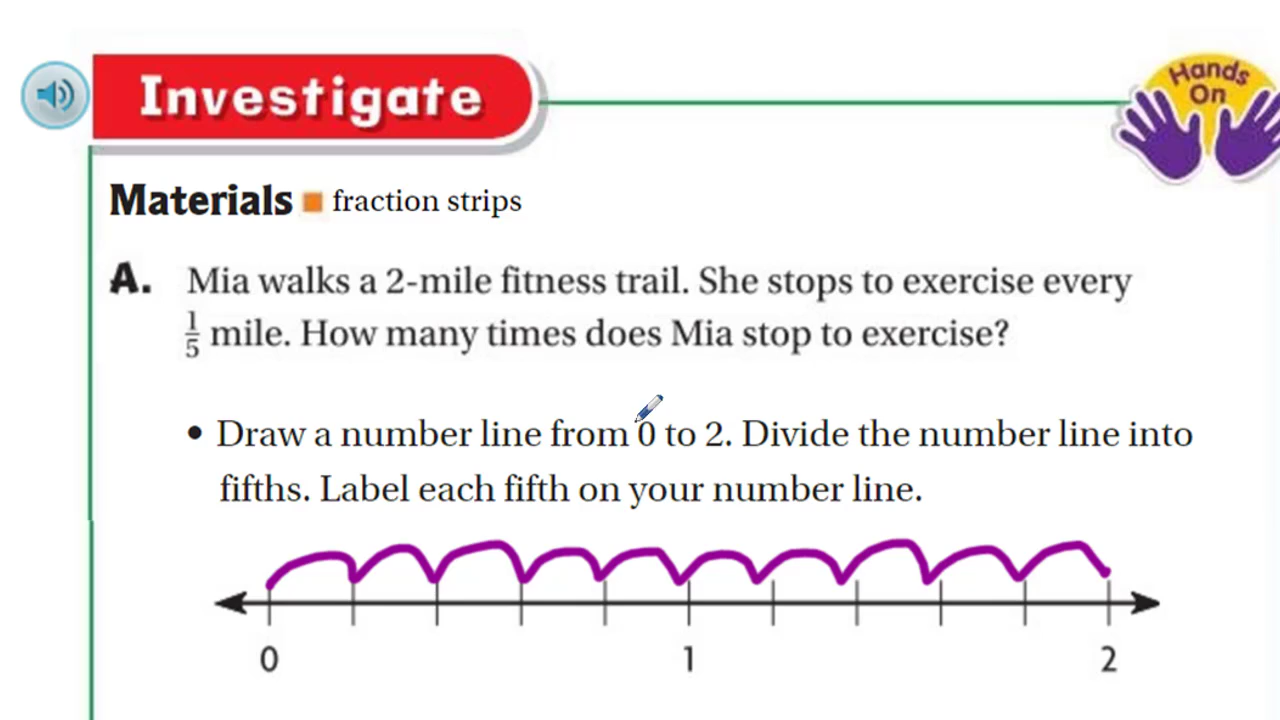 Investigate
Hands
On
Materials ■ fraction strips
A. Mia walks a 2-mile fitness trail. She stops to exercise every
1/5 mile. How many times does Mia stop to exercise?
• Draw a number line from 0 to 2. Divide the number line into
fifths. Label each fifth on your number line.
0 1 2